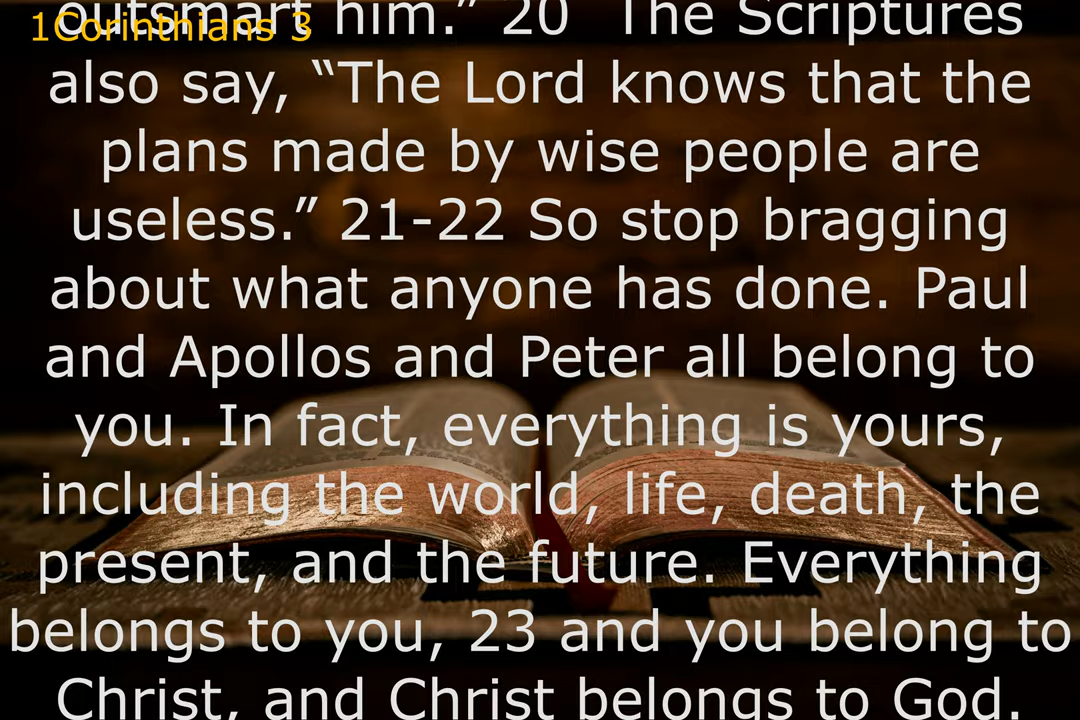 1Corinthians 3
outsmart him.” 20 The Scriptures
also say, “The Lord knows that the
plans made by wise people are
useless.” 21-22 So stop bragging
about what anyone has done. Paul
and Apollos and Peter all belong to
you. In fact, everything is yours,
including the world, life, death, the
present, and the future. Everything
belongs to you, 23 and you belong to
Christ, and Christ belongs to God.